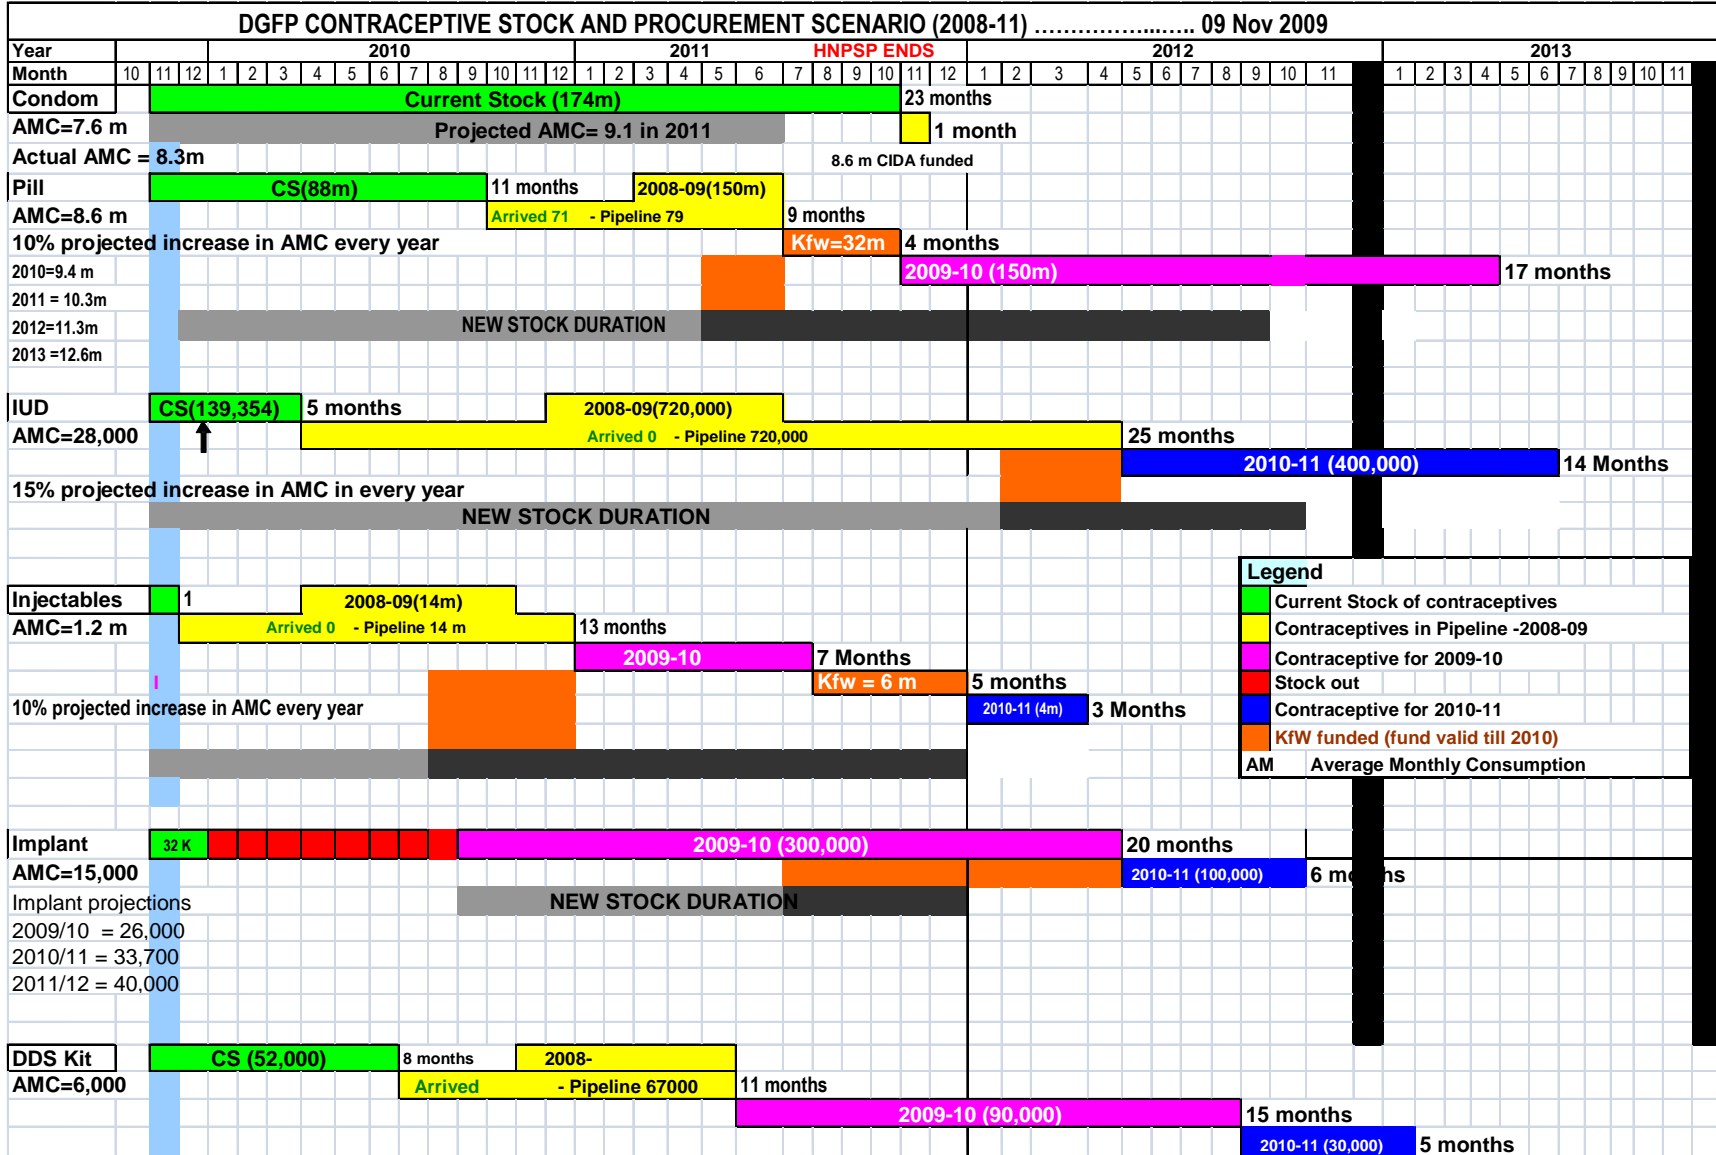 DGFP CONTRACEPTIVE STOCK AND PROCUREMENT SCENARIO (2008-11) ……………...….. 09 Nov 2009
Year 2010 2011 HNPSP ENDS 2012 2013
Month 10 11 12 1 2 3 4 5 6 7 8 9 10 11 12 1 2 3 4 5 6 7 8 9 10 11 12 1 2 3 4 5 6 7 8 9 10 11 1 2 3 4 5 6 7 8 9 10 11
Condom Current Stock (174m) 23 months
AMC=7.6 m Projected AMC= 9.1 in 2011 1 month
Actual AMC = 8.3m 8.6 m CIDA funded
Pill CS(88m) 11 months 2008-09(150m)
AMC=8.6 m Arrived 71 - Pipeline 79 9 months
10% projected increase in AMC every year Kfw=32m 4 months
2010=9.4 m 2009-10 (150m) 17 months
2011 = 10.3m
2012=11.3m NEW STOCK DURATION
2013 =12.6m
IUD CS(139,354) 5 months 2008-09(720,000)
AMC=28,000 Arrived 0 - Pipeline 720,000 25 months
2010-11 (400,000) 14 Months
15% projected increase in AMC in every year
NEW STOCK DURATION
Legend
Injectables 1 2008-09(14m) Current Stock of contraceptives
AMC=1.2 m Arrived 0 - Pipeline 14 m 13 months Contraceptives in Pipeline -2008-09
2009-10 7 Months Contraceptive for 2009-10
I Kfw = 6 m 5 months Stock out
10% projected increase in AMC every year 2010-11 (4m) 3 Months Contraceptive for 2010-11
KfW funded (fund valid till 2010)
AM Average Monthly Consumption
Implant 32 K 2009-10 (300,000) 20 months
AMC=15,000 2010-11 (100,000) 6 hs
Implant projections NEW STOCK DURATION
2009/10 = 26,000
2010/11 = 33,700
2011/12 = 40,000
DDS Kit CS (52,000) 8 months 2008-
AMC=6,000 Arrived - Pipeline 67000 11 months
2009-10 (90,000) 15 months
2010-11 (30,000) 5 months